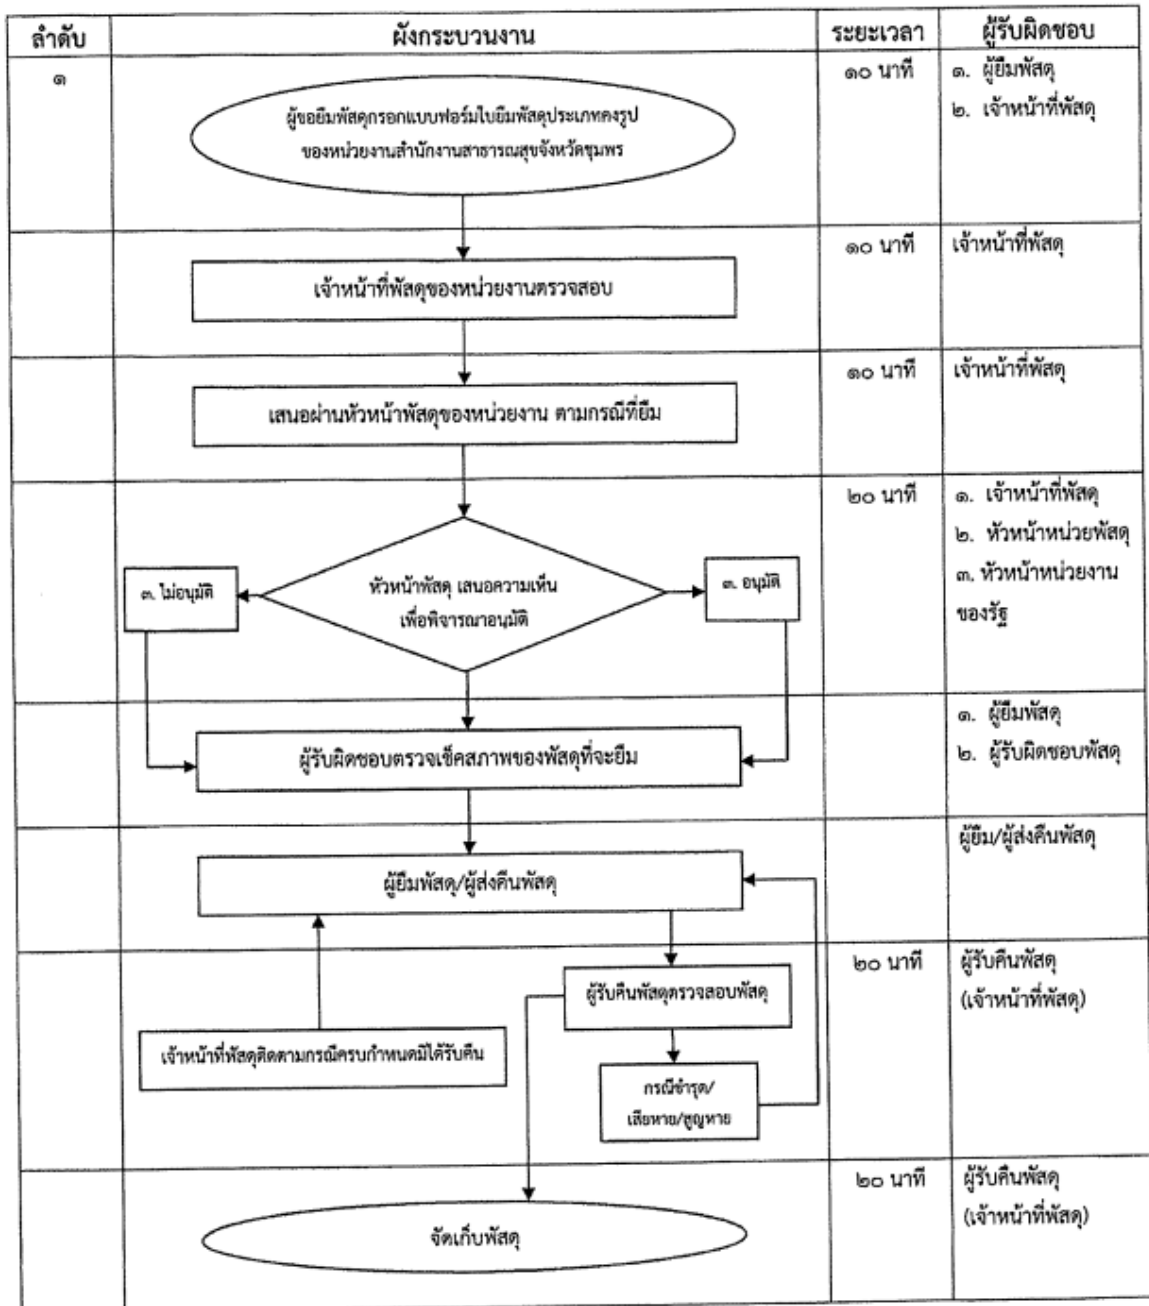 ลำดับ ผังกระบวนงาน ระยะเวลา ผู้รับผิดชอบ
๑
ผู้ขอยืมพัสดุกรอกแบบฟอร์มใบยืมพัสดุประเภทคงรูป
ของหน่วยงานสำนักงานสาธารณสุขจังหวัดชุมพร
๑๐ นาที
๑. ผู้ยืมพัสดุ
๒. เจ้าหน้าที่พัสดุ
เจ้าหน้าที่พัสดุของหน่วยงานตรวจสอบ
๑๐ นาที
เจ้าหน้าที่พัสดุ
เสนอผ่านหัวหน้าพัสดุของหน่วยงาน ตามกรณีที่ยืม
๑๐ นาที
เจ้าหน้าที่พัสดุ
๓. ไม่อนุมัติ
หัวหน้าพัสดุ เสนอความเห็น
เพื่อพิจารณาอนุมัติ
๓. อนุมัติ
๒๐ นาที
๑. เจ้าหน้าที่พัสดุ
๒. หัวหน้าหน่วยพัสดุ
๓. หัวหน้าหน่วยงาน
ของรัฐ
ผู้รับผิดชอบตรวจเช็คสภาพของพัสดุที่จะยืม
๑. ผู้ยืมพัสดุ
๒. ผู้รับผิดชอบพัสดุ
ผู้ยืมพัสดุ/ผู้ส่งคืนพัสดุ
ผู้ยืม/ผู้ส่งคืนพัสดุ
ผู้รับคืนพัสดุตรวจสอบพัสดุ
เจ้าหน้าที่พัสดุติดตามกรณีครบกำหนดมิได้รับคืน
กรณีชำรุด/
เสียหาย/สูญหาย
๒๐ นาที
ผู้รับคืนพัสดุ
(เจ้าหน้าที่พัสดุ)
จัดเก็บพัสดุ
๒๐ นาที
ผู้รับคืนพัสดุ
(เจ้าหน้าที่พัสดุ)